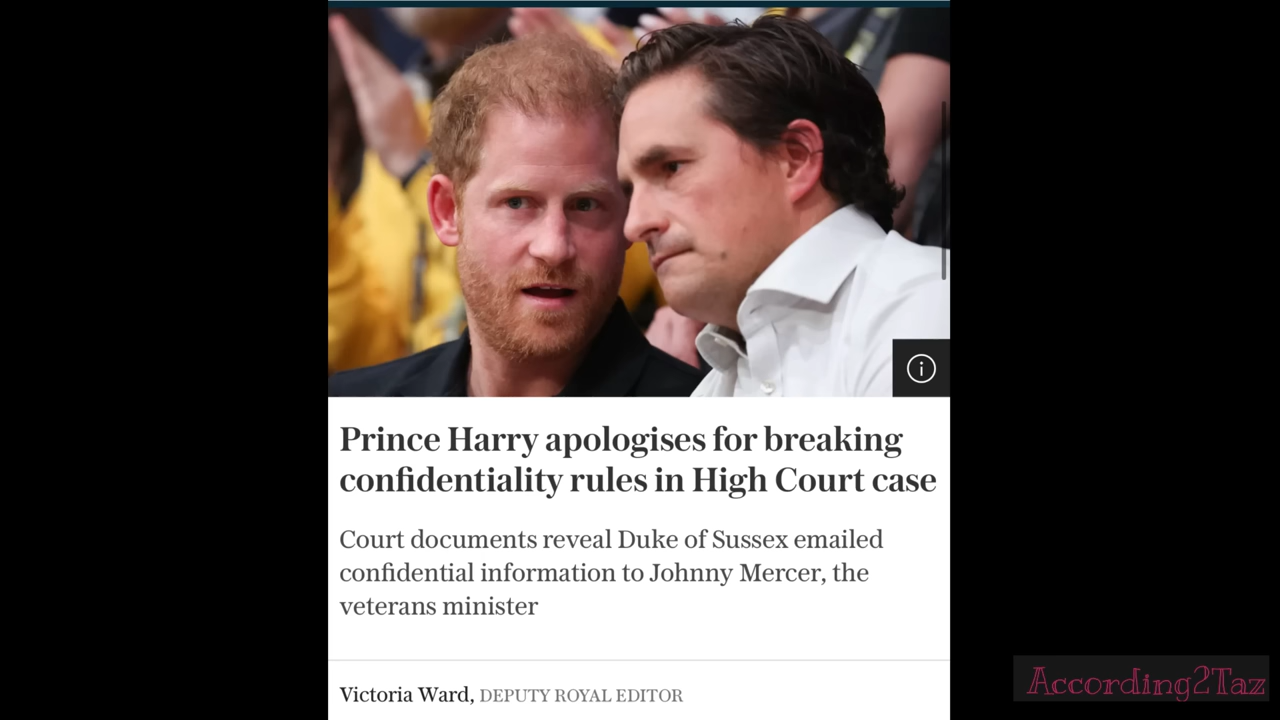 Prince Harry apologises for breaking
confidentiality rules in High Court case
Court documents reveal Duke of Sussex emailed
confidential information to Johnny Mercer, the
veterans minister
Victoria Ward, DEPUTY ROYAL EDITOR
According2Taz